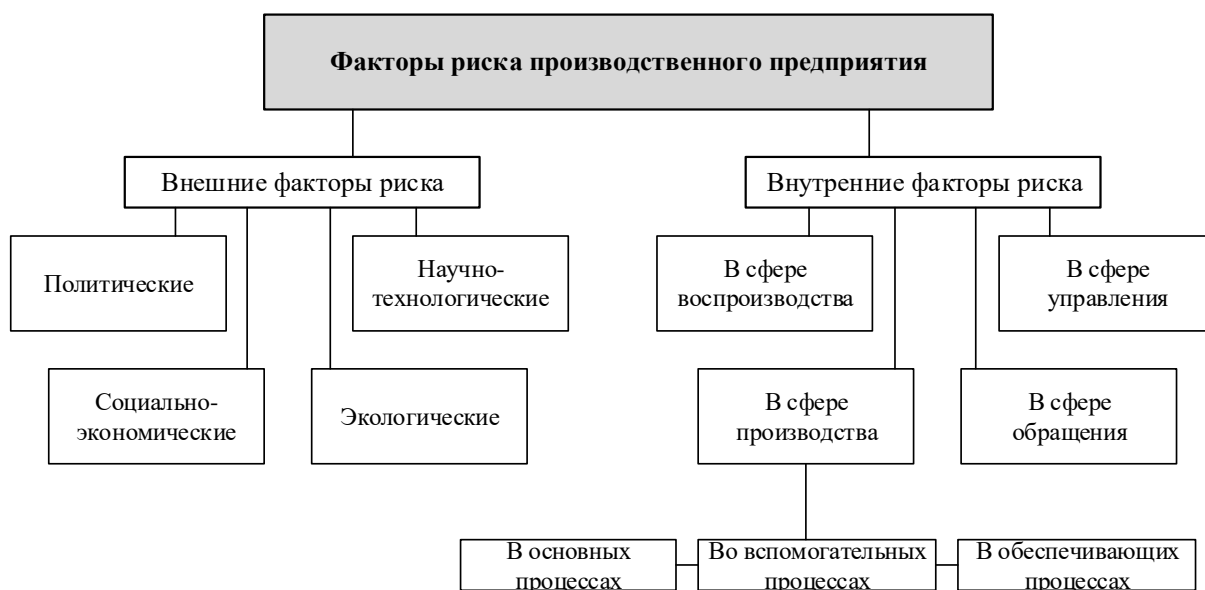 Факторы риска производственного предприятия
Внешние факторы риска
Внутренние факторы риска
Политические
Научно-
технологические
В сфере
воспроизводства
В сфере
управления
Социально-
экономические
Экологические
В сфере
производства
В сфере
обращения
В основных
процессах
Во вспомогательных
процессах
В обеспечивающих
процессах